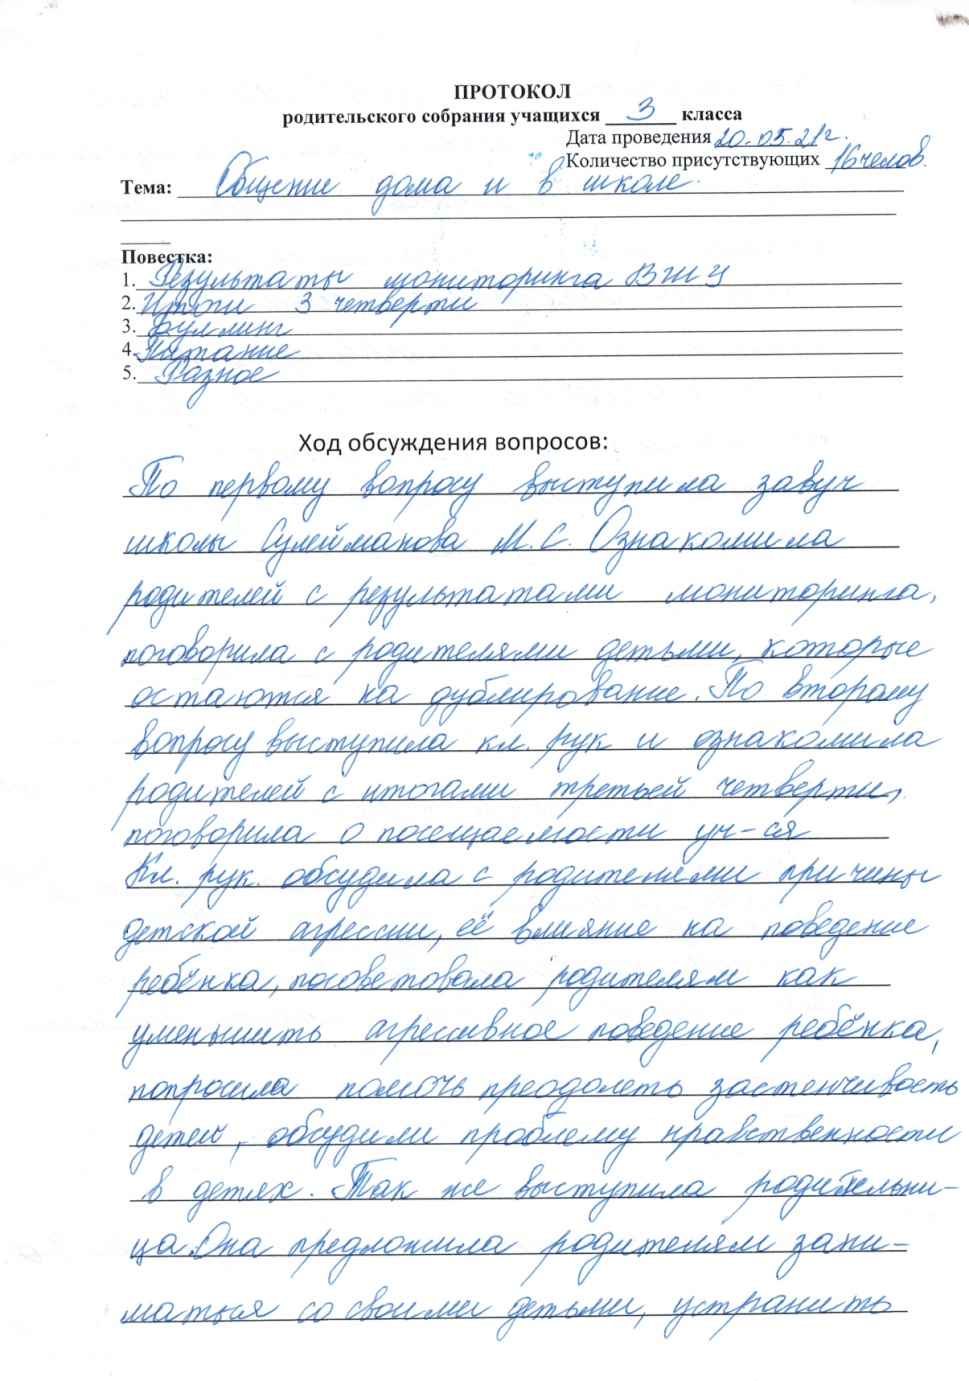 ПРОТОКОЛ
родительского собрания учащихся 3 класса
Дата проведения 20.05.21г.
Количество присутствующих 16 челов.
Тема: Общение дома и в школе.
Повестка:
1. Результаты мониторинга ВШУ
2. Итоги 3 четверти
3. Буллинг
4. Питание
5. Разное
Ход обсуждения вопросов:
По первому вопросу выступила завуч
школы Сулейманова М.С. Ознакомила
родителей с результатами мониторинга,
поговорила с родителями детьми, которые
остаются на дублирование. По второму
вопросу выступила кл. рук и ознакомила
родителей с итогами третьей четверти,
поговорила о посещаемости уч-ся
Кл. рук. обсудила с родителями причины
детской агрессии, её влияние на поведение
ребёнка, посоветовала родителям как
уменьшить агрессивное поведение ребёнка,
попросила помочь преодолеть застенчивость
детей, обсудили проблему нравственности
в детях. Так же выступила родительни-
ца. Она предложила родителям зани-
маться со своими детьми, устранить